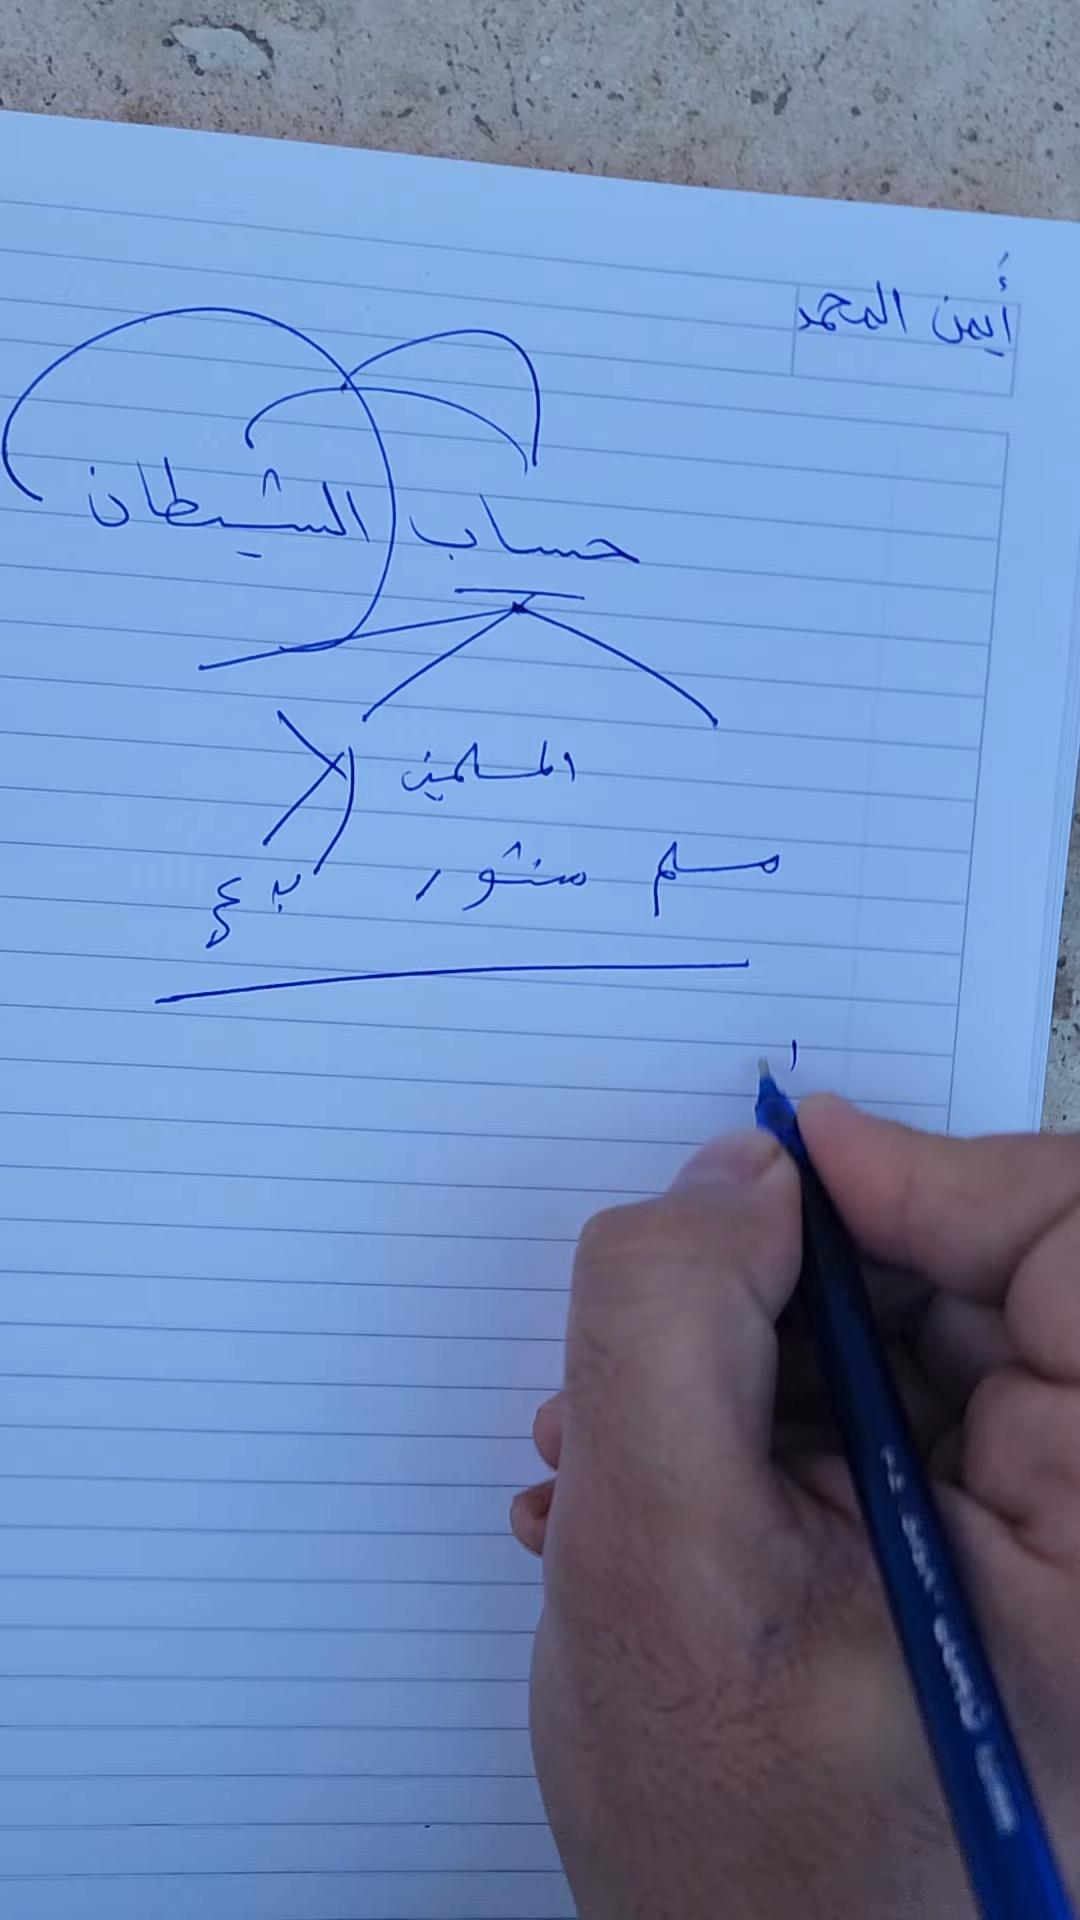 أيمن المحمد
حساب الشيطان
المسلمين
مسلم منشور